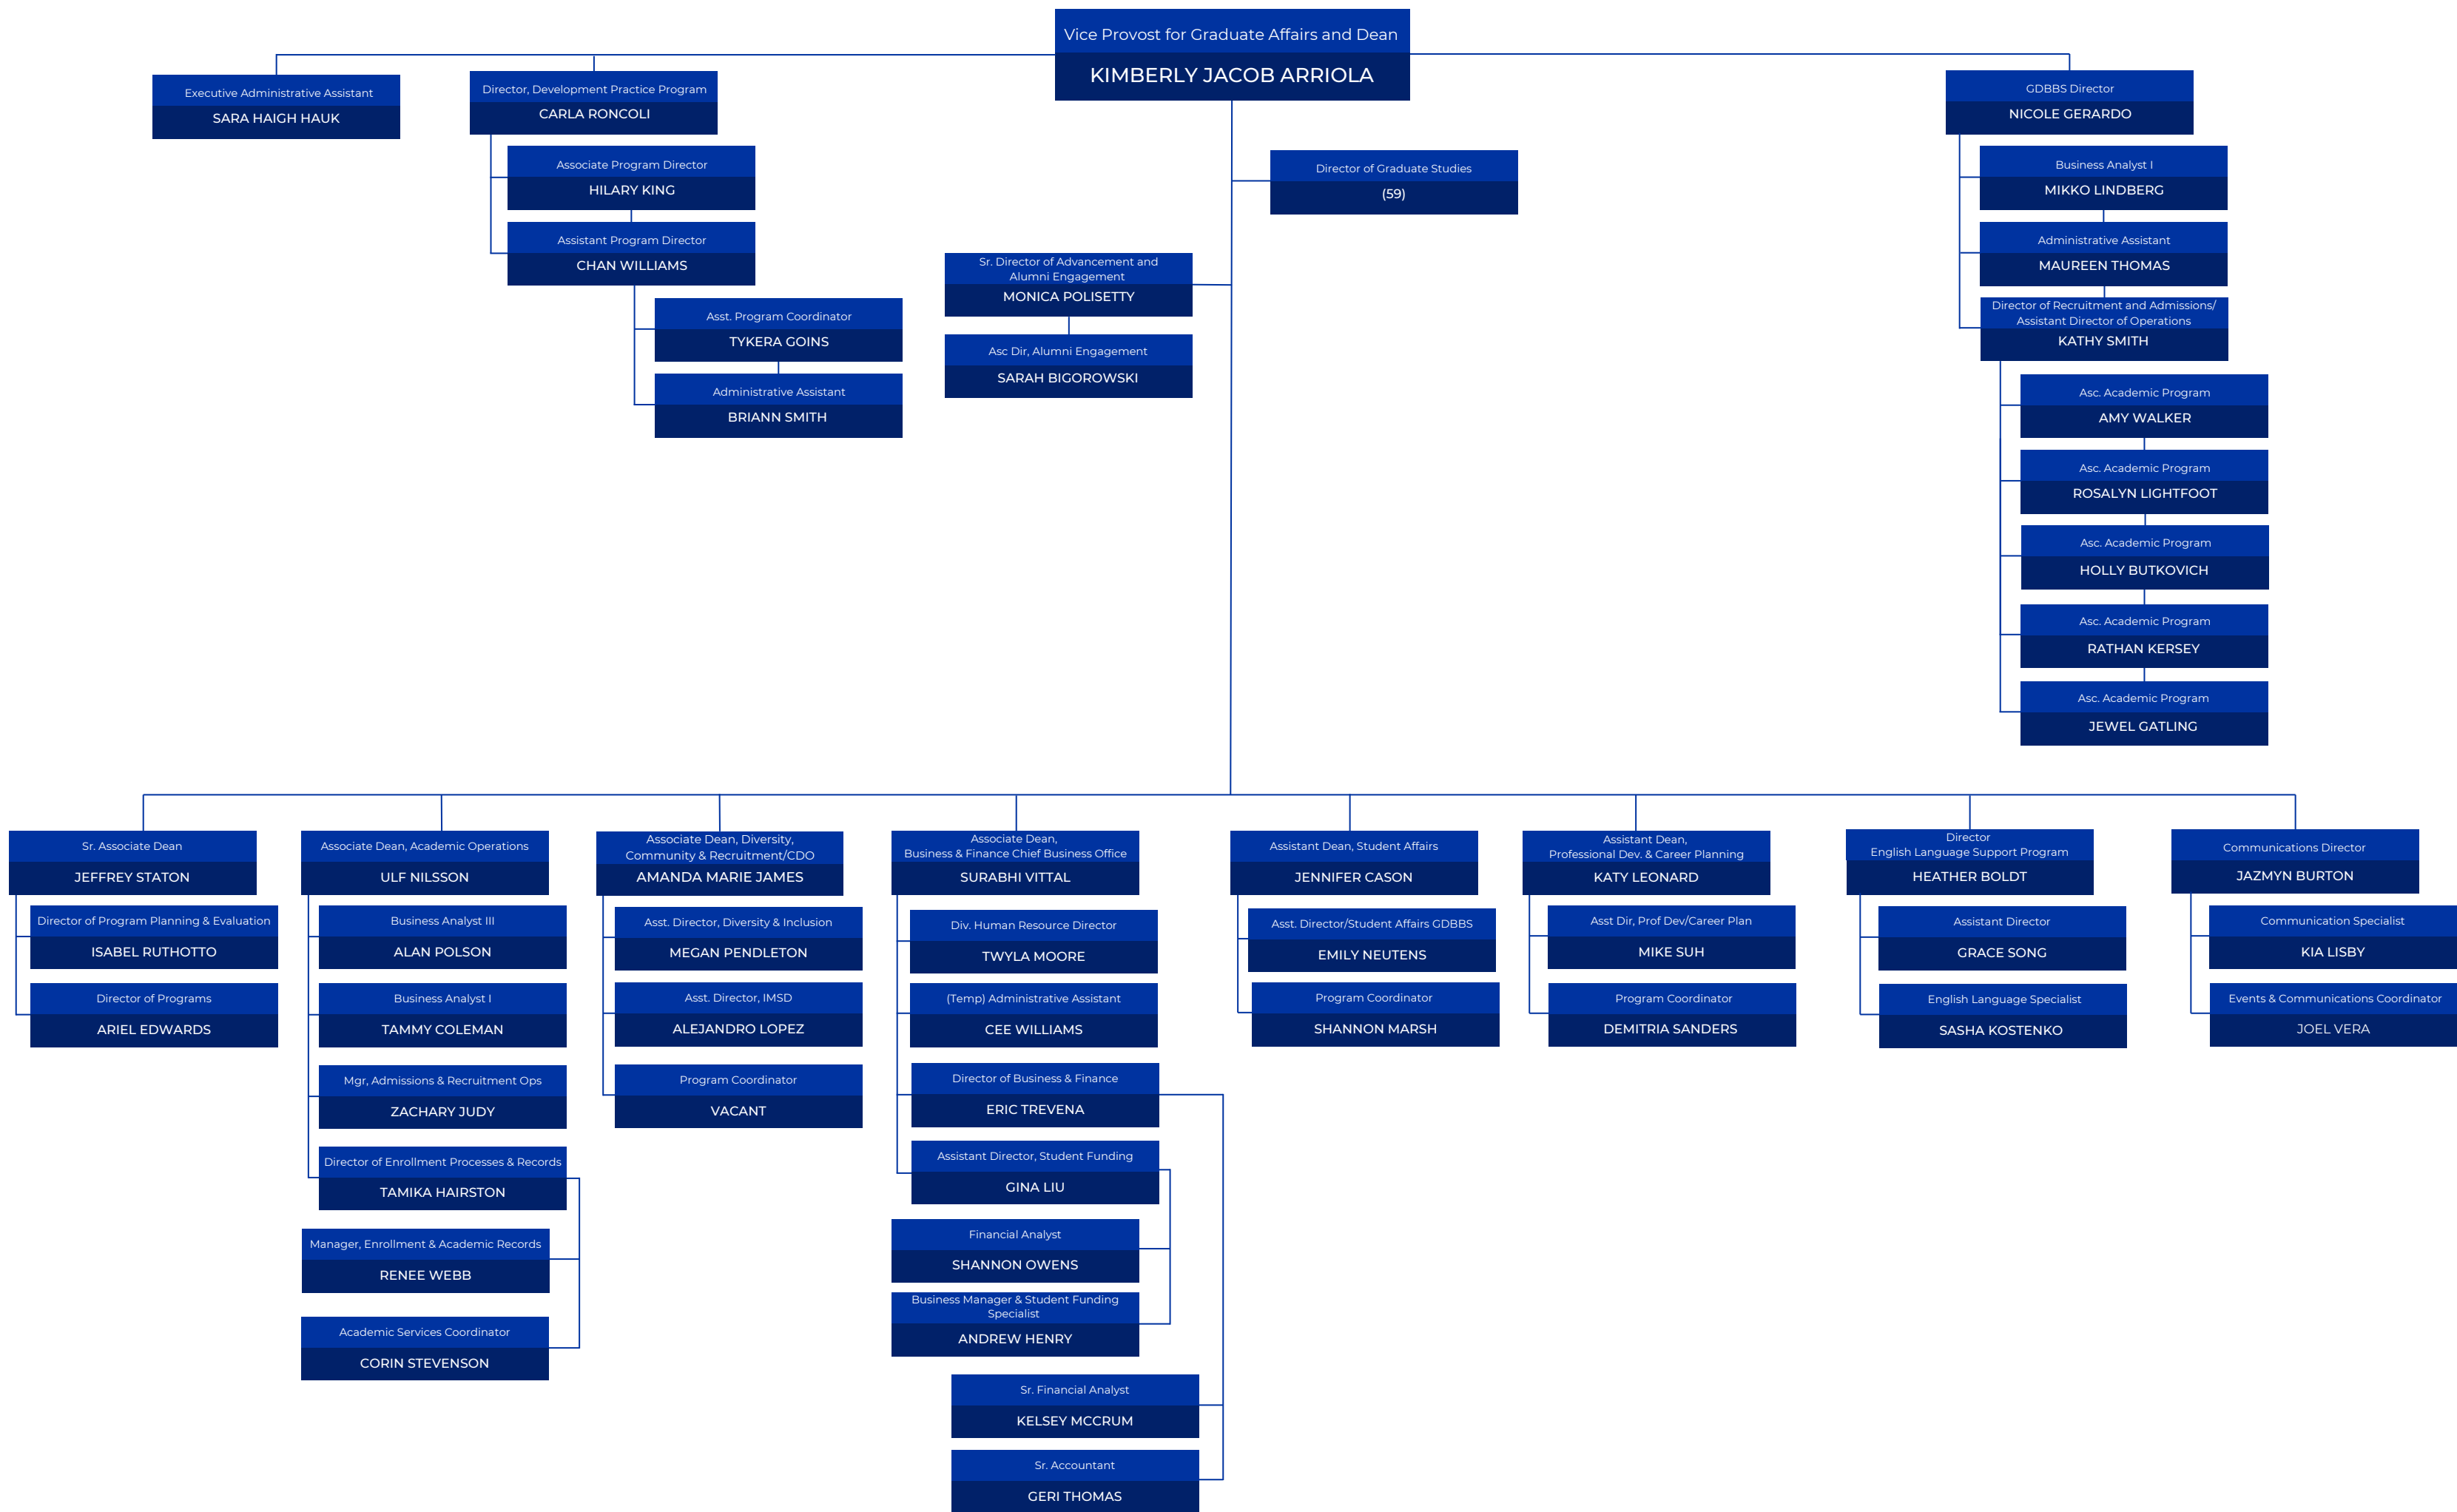 Vice Provost for Graduate Affairs and Dean
KIMBERLY JACOB ARRIOLA
Executive Administrative Assistant
SARA HAIGH HAUK
Director, Development Practice Program
CARLA RONCOLI
Associate Program Director
HILARY KING
Assistant Program Director
CHAN WILLIAMS
Asst. Program Coordinator
TYKERA GOINS
Administrative Assistant
BRIANN SMITH
Director of Graduate Studies
(59)
Sr. Director of Advancement and
Alumni Engagement
MONICA POLISETTY
Asc Dir, Alumni Engagement
SARAH BIGOROWSKI
GDBBS Director
NICOLE GERARDO
Business Analyst I
MIKKO LINDBERG
Administrative Assistant
MAUREEN THOMAS
Director of Recruitment and Admissions/
Assistant Director of Operations
KATHY SMITH
Asc. Academic Program
AMY WALKER
Asc. Academic Program
ROSALYN LIGHTFOOT
Asc. Academic Program
HOLLY BUTKOVICH
Asc. Academic Program
RATHAN KERSEY
Asc. Academic Program
JEWEL GATLING
Sr. Associate Dean
JEFFREY STATON
Director of Program Planning & Evaluation
ISABEL RUTHOTTO
Director of Programs
ARIEL EDWARDS
Associate Dean, Academic Operations
ULF NILSSON
Business Analyst III
ALAN POLSON
Business Analyst I
TAMMY COLEMAN
Mgr, Admissions & Recruitment Ops
ZACHARY JUDY
Director of Enrollment Processes & Records
TAMIKA HAIRSTON
Manager, Enrollment & Academic Records
RENEE WEBB
Academic Services Coordinator
CORIN STEVENSON
Associate Dean, Diversity,
Community & Recruitment/CDO
AMANDA MARIE JAMES
Asst. Director, Diversity & Inclusion
MEGAN PENDLETON
Asst. Director, IMSD
ALEJANDRO LOPEZ
Program Coordinator
VACANT
Associate Dean,
Business & Finance Chief Business Office
SURABHI VITTAL
Div. Human Resource Director
TWYLA MOORE
(Temp) Administrative Assistant
CEE WILLIAMS
Director of Business & Finance
ERIC TREVENA
Assistant Director, Student Funding
GINA LIU
Financial Analyst
SHANNON OWENS
Business Manager & Student Funding
Specialist
ANDREW HENRY
Sr. Financial Analyst
KELSEY MCCRUM
Sr. Accountant
GERI THOMAS
Assistant Dean, Student Affairs
JENNIFER CASON
Asst. Director/Student Affairs GDBBS
EMILY NEUTENS
Program Coordinator
SHANNON MARSH
Assistant Dean,
Professional Dev. & Career Planning
KATY LEONARD
Asst Dir, Prof Dev/Career Plan
MIKE SUH
Program Coordinator
DEMITRIA SANDERS
Director
English Language Support Program
HEATHER BOLDT
Assistant Director
GRACE SONG
English Language Specialist
SASHA KOSTENKO
Communications Director
JAZMYN BURTON
Communication Specialist
KIA LISBY
Events & Communications Coordinator
JOEL VERA